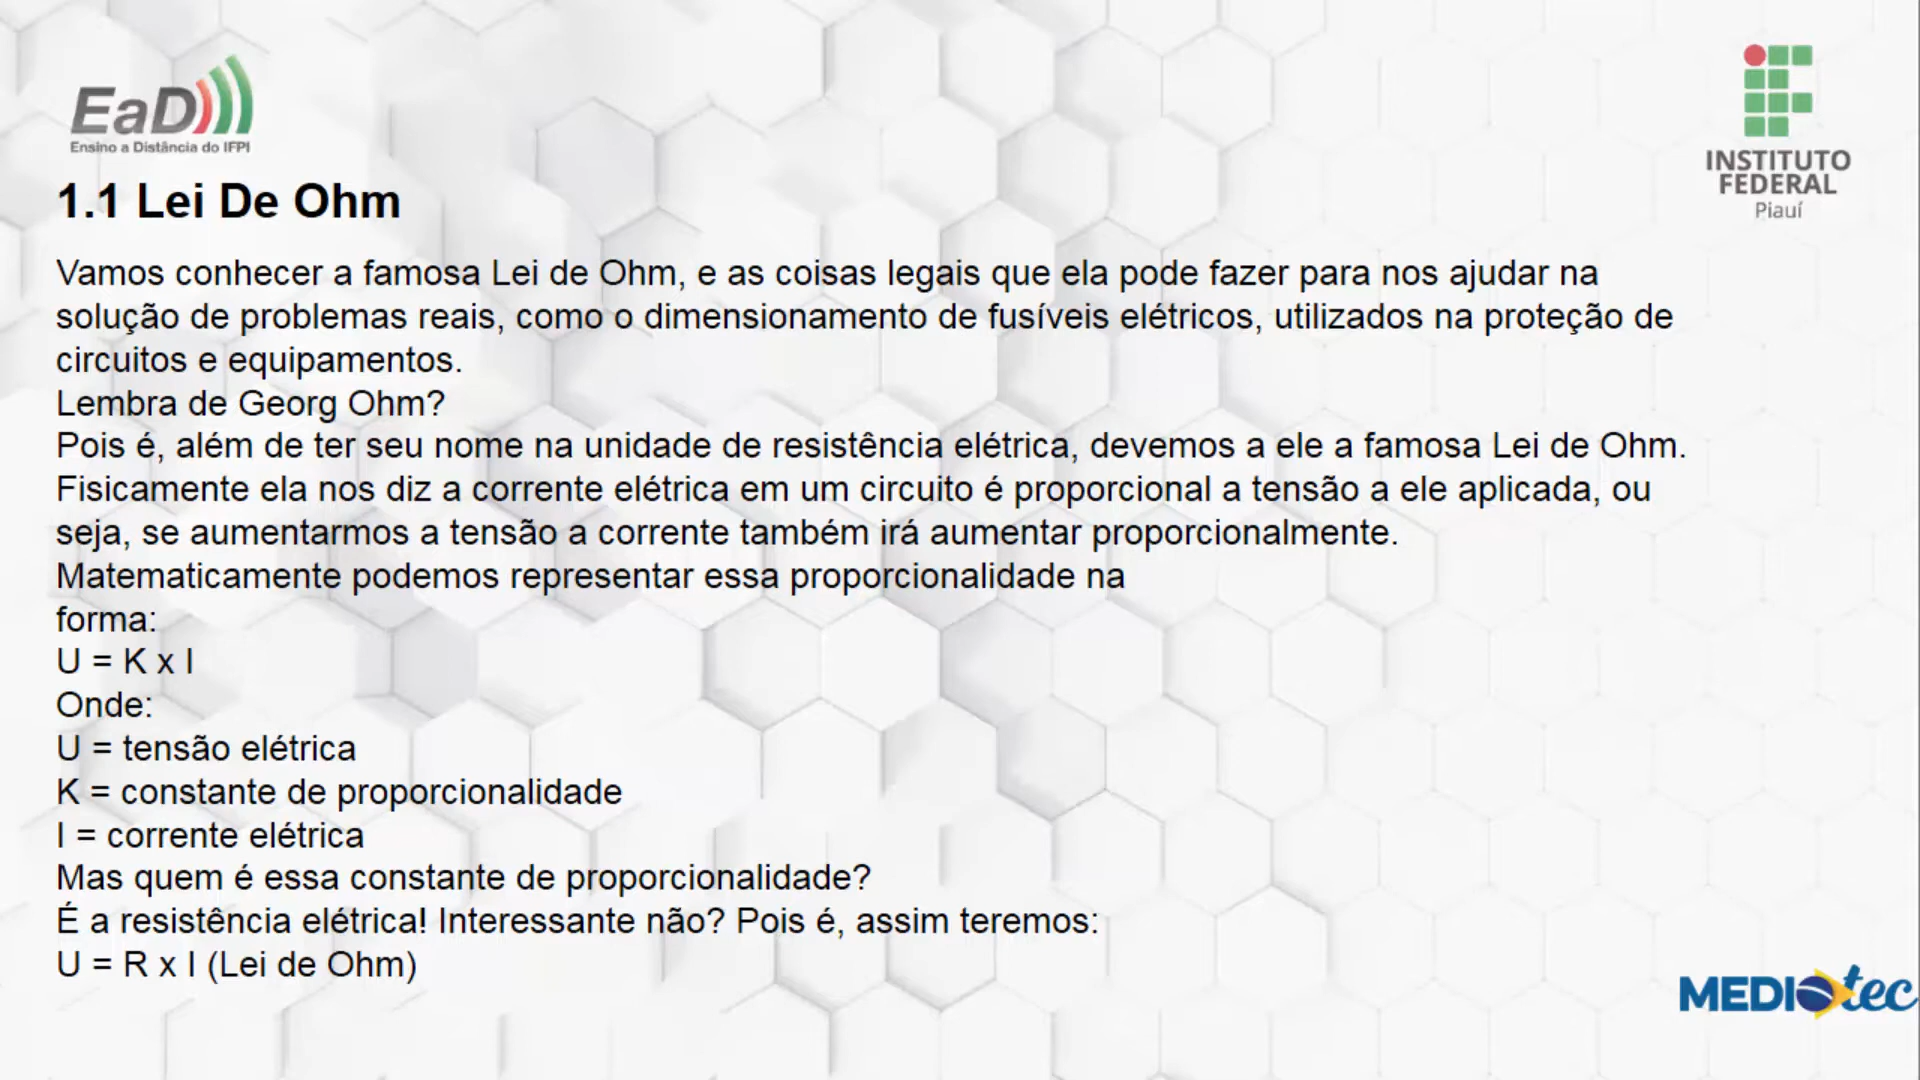 EaD
Ensino a Distância do IFPI
INSTITUTO
FEDERAL
Piauí
1.1 Lei De Ohm
Vamos conhecer a famosa Lei de Ohm, e as coisas legais que ela pode fazer para nos ajudar na
solução de problemas reais, como o dimensionamento de fusíveis elétricos, utilizados na proteção de
circuitos e equipamentos.
Lembra de Georg Ohm?
Pois é, além de ter seu nome na unidade de resistência elétrica, devemos a ele a famosa Lei de Ohm.
Fisicamente ela nos diz a corrente elétrica em um circuito é proporcional a tensão a ele aplicada, ou
seja, se aumentarmos a tensão a corrente também irá aumentar proporcionalmente.
Matematicamente podemos representar essa proporcionalidade na
forma:
U = K x I
Onde:
U = tensão elétrica
K = constante de proporcionalidade
I = corrente elétrica
Mas quem é essa constante de proporcionalidade?
É a resistência elétrica! Interessante não? Pois é, assim teremos:
U = R x I (Lei de Ohm)
MEDIOtec